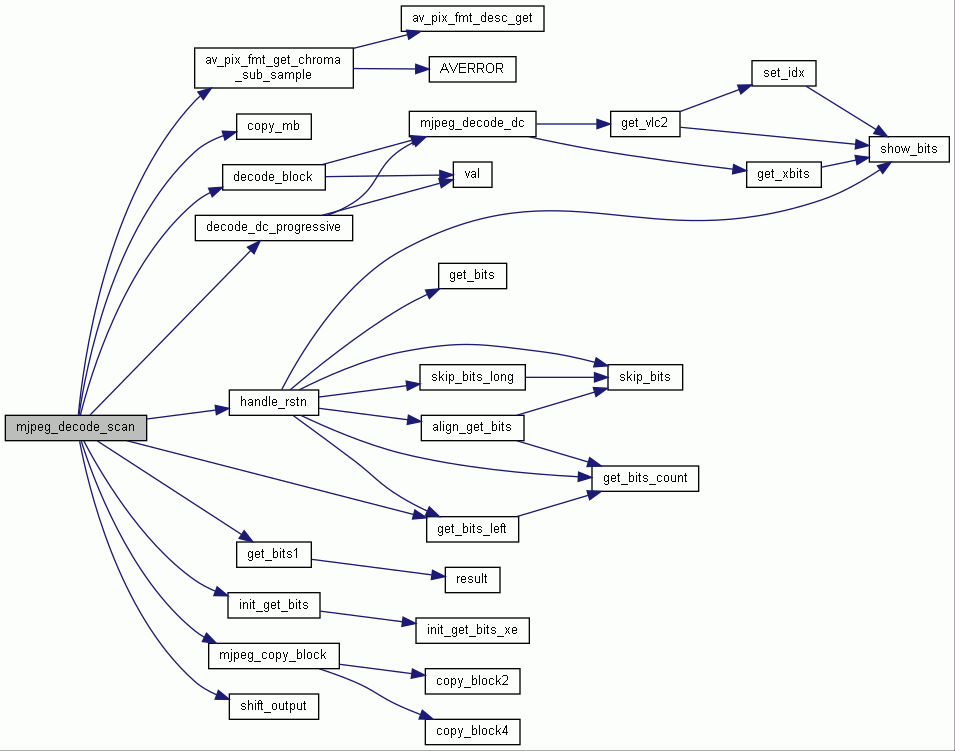 av_pix_fmt_desc_get
av_pix_fmt_get_chroma
_sub_sample
AVERROR
set_idx
copy_mb
mjpeg_decode_dc
get_vlc2
show_bits
decode_block
val
get_xbits
decode_dc_progressive
get_bits
skip_bits_long
skip_bits
handle_rstn
mjpeg_decode_scan
align_get_bits
get_bits_count
get_bits_left
get_bits1
result
init_get_bits
init_get_bits_xe
mjpeg_copy_block
copy_block2
shift_output
copy_block4